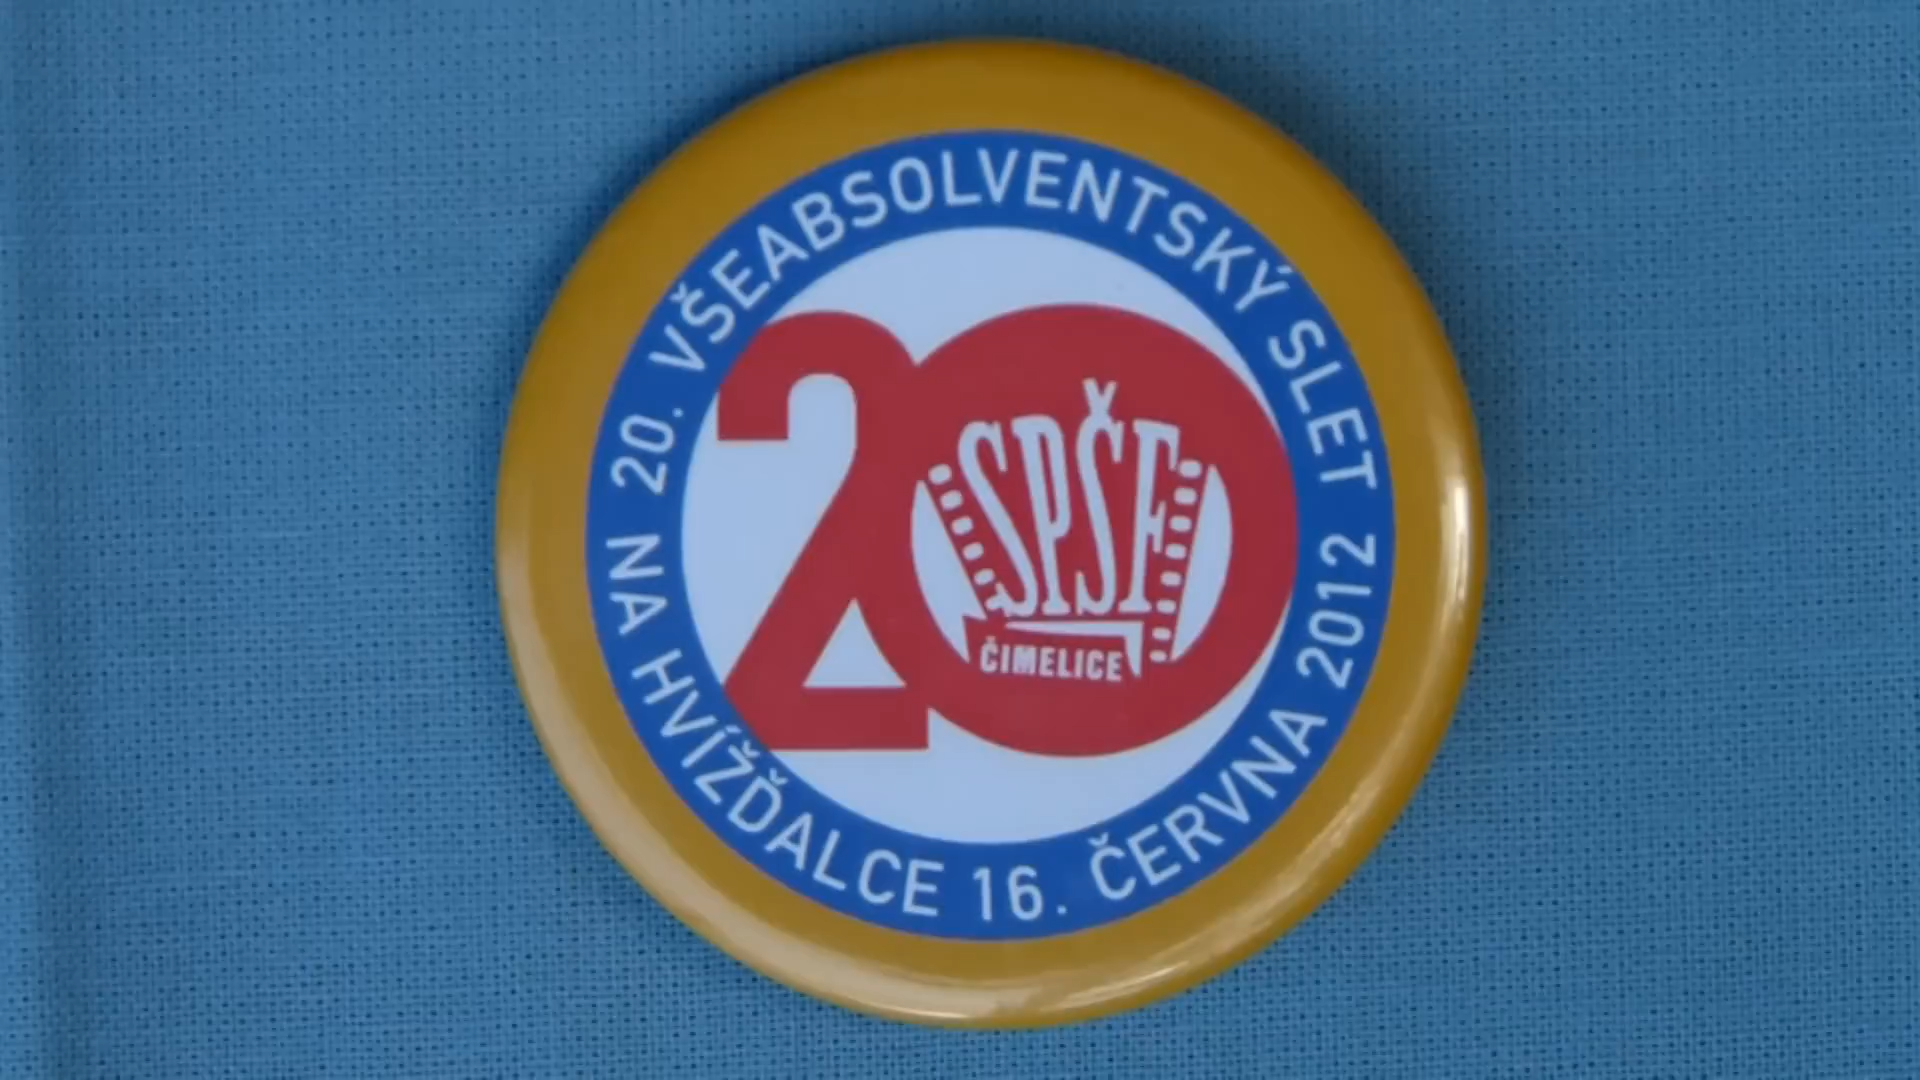 20. VŠEABSOLVENTSKÝ SLET
NA HVÍŽĎALCE 16. ČERVNA 2012
20
SPŠF
ČIMELICE